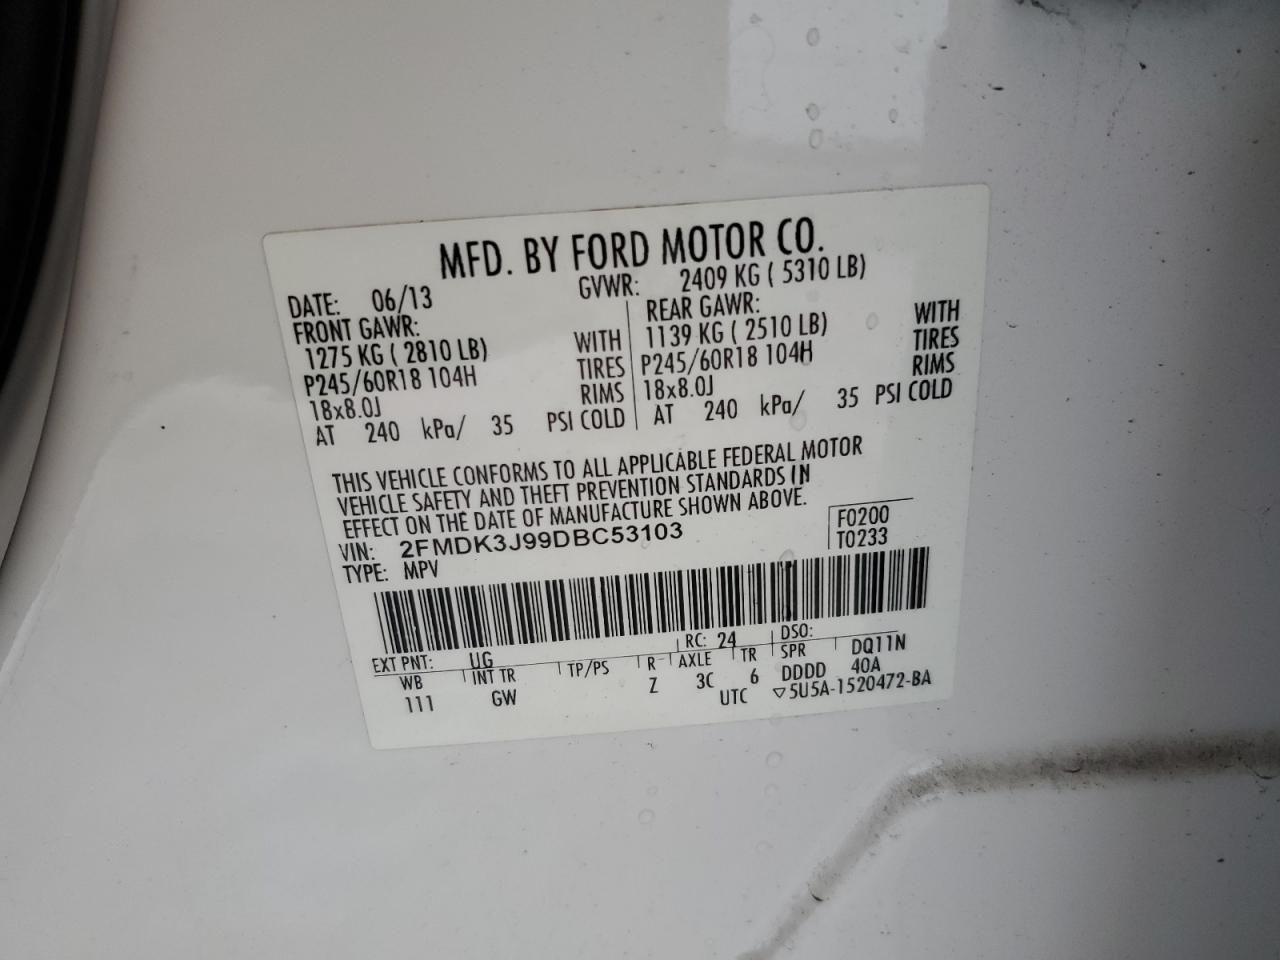 MFD. BY FORD MOTOR CO.
DATE: 06/13 GVWR: 2409 KG ( 5310 LB)
FRONT GAWR:
1275 KG ( 2810 LB) WITH
P245/60R18 104H TIRES
18x8.0J RIMS
AT 240 kPa/ 35 PSI COLD
REAR GAWR: WITH
1139 KG ( 2510 LB) TIRES
P245/60R18 104H RIMS
18x8.0J
AT 240 kPa/ 35 PSI COLD
THIS VEHICLE CONFORMS TO ALL APPLICABLE FEDERAL MOTOR
VEHICLE SAFETY AND THEFT PREVENTION STANDARDS IN
EFFECT ON THE DATE OF MANUFACTURE SHOWN ABOVE.
VIN: 2FMDK3J99DBC53103
TYPE: MPV
F0200
T0233
EXT PNT: UG RC: 24 DSO:
WB INT TR TP/PS R AXLE TR SPR DQ11N
111 GW Z 3C 6 DDDD 40A
UTC ▽5U5A-1520472-BA